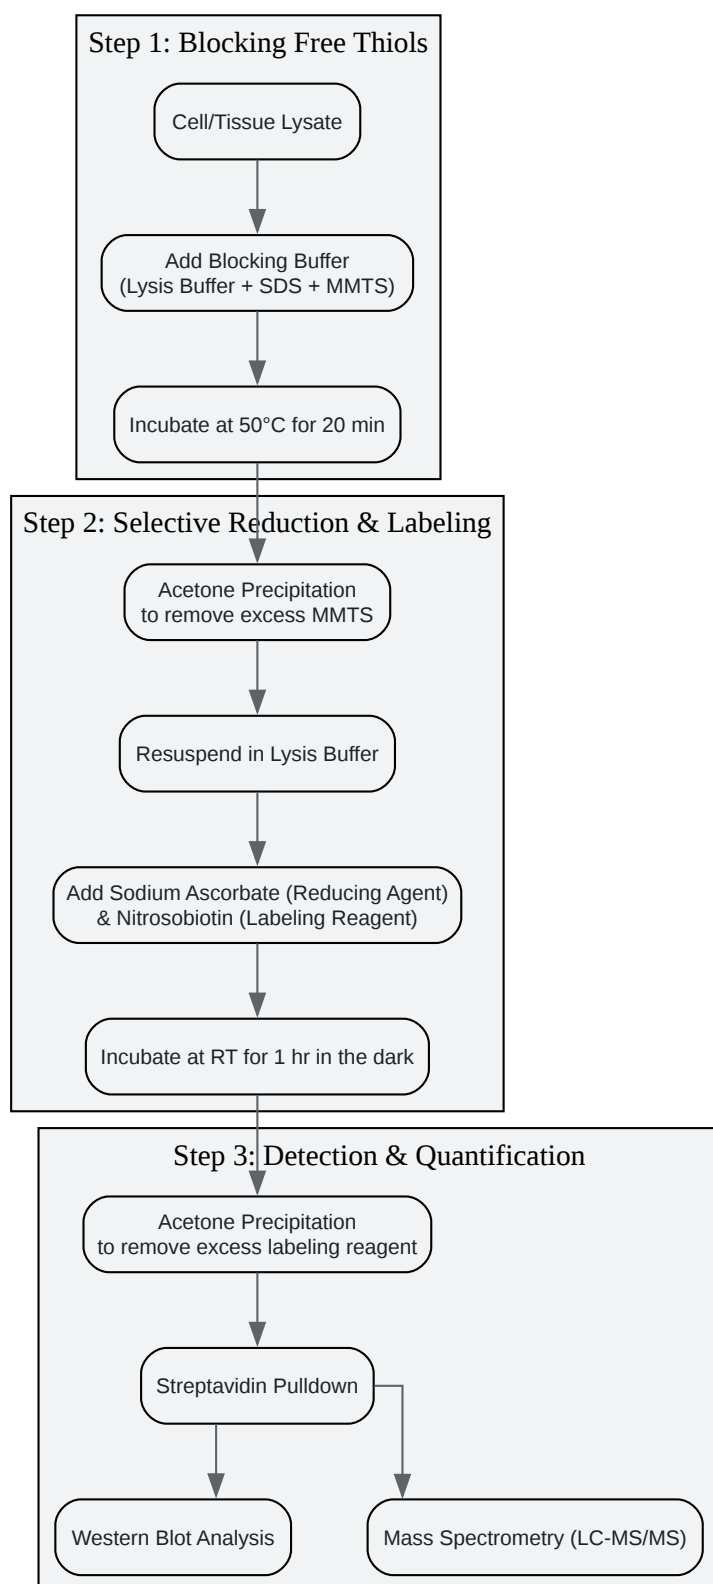 Step 1: Blocking Free Thiols
Cell/Tissue Lysate
Add Blocking Buffer
(Lysis Buffer + SDS + MMTS)
Incubate at 50°C for 20 min
Step 2: Selective Reduction & Labeling
Acetone Precipitation
to remove excess MMTS
Resuspend in Lysis Buffer
Add Sodium Ascorbate (Reducing Agent)
& Nitrosobiotin (Labeling Reagent)
Incubate at RT for 1 hr in the dark
Step 3: Detection & Quantification
Acetone Precipitation
to remove excess labeling reagent
Streptavidin Pulldown
Western Blot Analysis
Mass Spectrometry (LC-MS/MS)